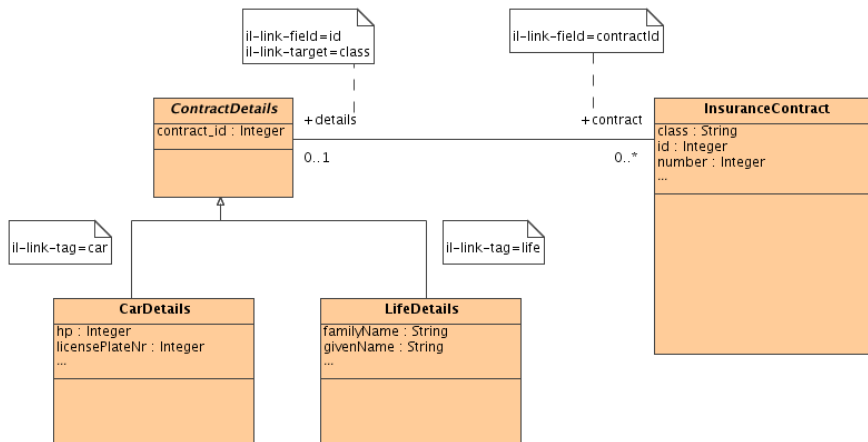 il-link-field=id
il-link-target=class
il-link-field=contractId
ContractDetails
contract_id : Integer
+details
0..1
+contract
0..*
InsuranceContract
class : String
id : Integer
number : Integer
...
il-link-tag=car
il-link-tag=life
CarDetails
hp : Integer
licensePlateNr : Integer
...
LifeDetails
familyName : String
givenName : String
...